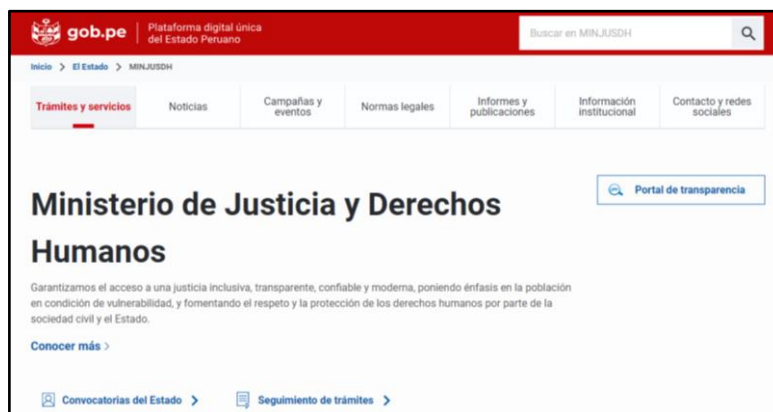 gob.pe
Plataforma digital única
del Estado Peruano
Buscar en MINJUSDH
Inicio > El Estado > MINJUSDH
Trámites y servicios
Noticias
Campañas y
eventos
Normas legales
Informes y
publicaciones
Información
institucional
Contacto y redes
sociales
Portal de transparencia
Ministerio de Justicia y Derechos
Humanos
Garantizamos el acceso a una justicia inclusiva, transparente, confiable y moderna, poniendo énfasis en la población
en condición de vulnerabilidad, y fomentando el respeto y la protección de los derechos humanos por parte de la
sociedad civil y el Estado.
Conocer más >
Convocatorias del Estado >
Seguimiento de trámites >